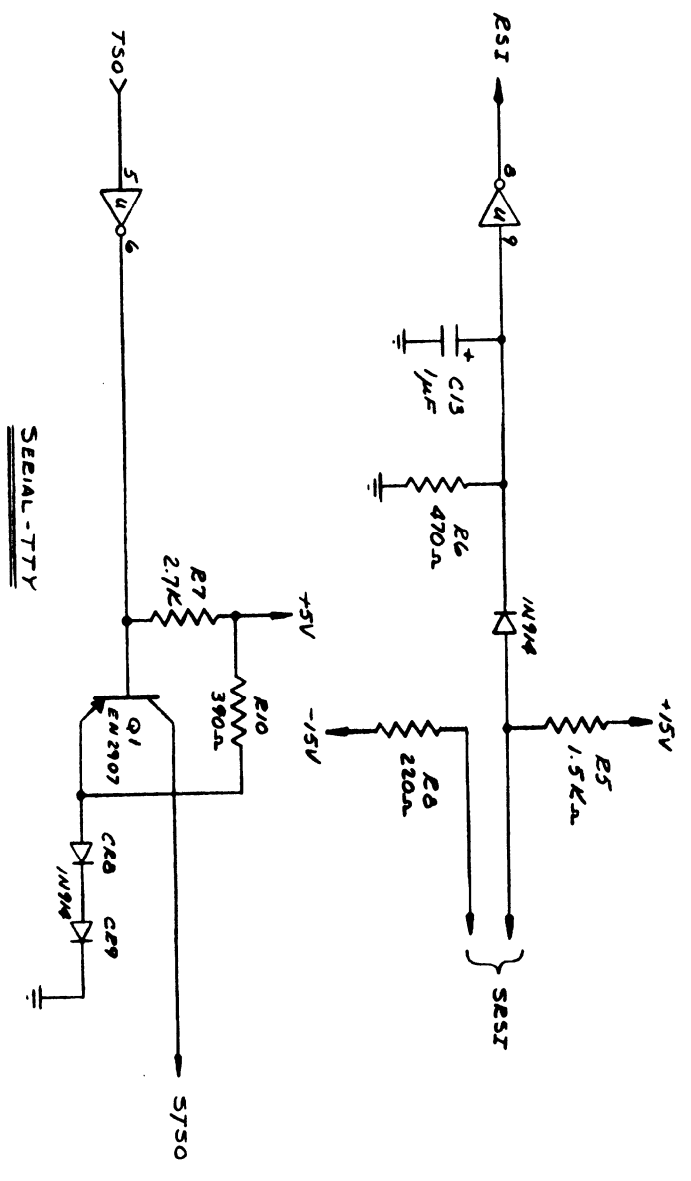 RSI
8
u
9
+
C13
1µF
R6
470Ω
1N914
+15V
R5
1.5KΩ
-15V
R8
220Ω
SRSI
TSO
5
u
6
+5V
R7
2.7K
R10
390Ω
Q1
EN2907
CR8
1N914
CR9
STSO
SERIAL-TTY